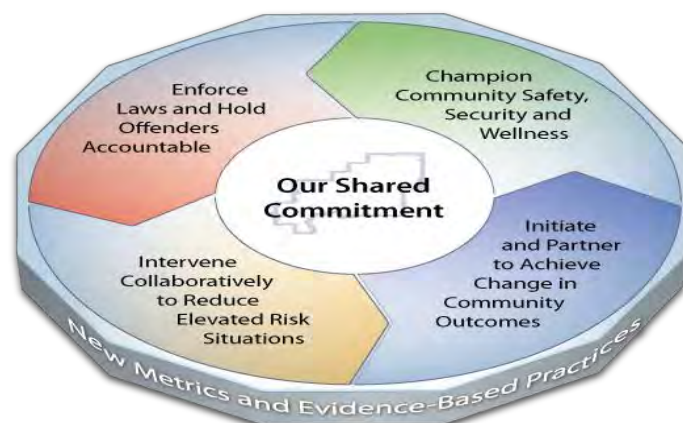 Enforce
Laws and Hold
Offenders
Accountable
Champion
Community Safety,
Security and
Wellness
Our Shared
Commitment
Intervene
Collaboratively
to Reduce
Elevated Risk
Situations
Initiate
and Partner
to Achieve
Change in
Community
Outcomes
New Metrics and Evidence-Based Practices